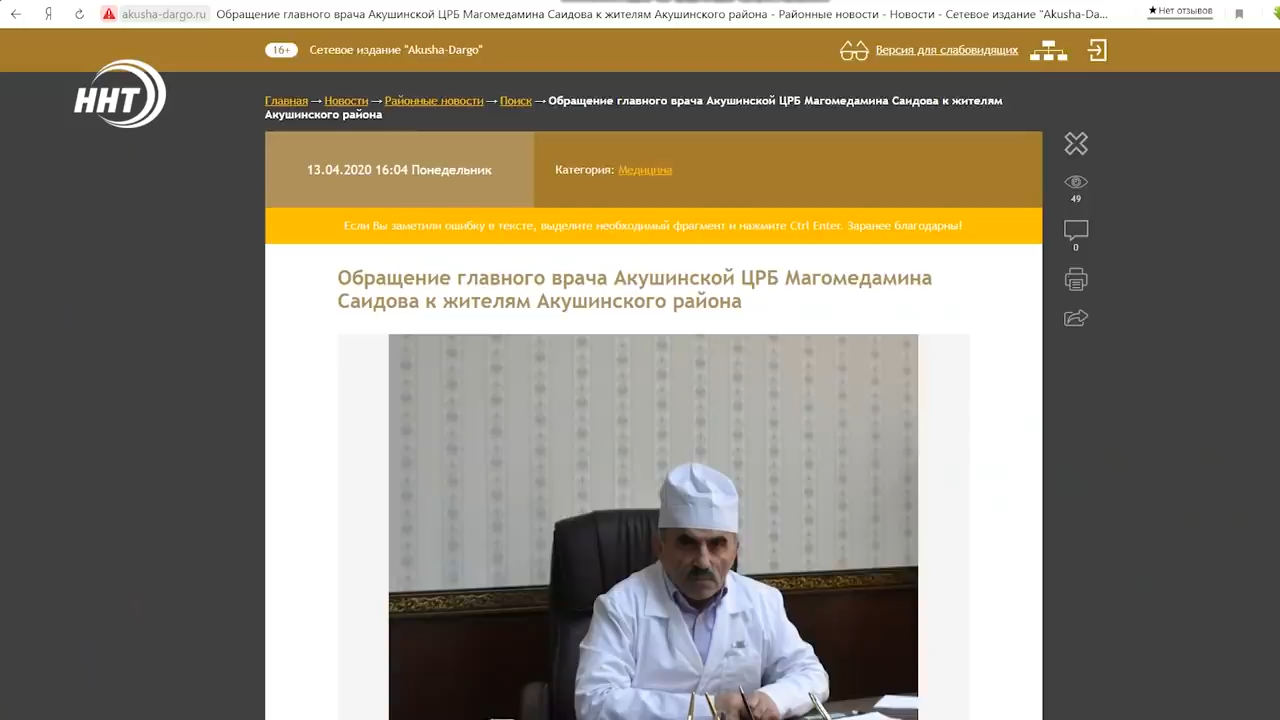 akusha-dargo.ru Обращение главного врача Акушинской ЦРБ Магомедамина Саидова к жителям Акушинского района - Районные новости - Новости - Сетевое издание "Akusha-Da... ★Нет отзывов
16+ Сетевое издание "Akusha-Dargo" Версия для слабовидящих
ННТ
Главная → Новости → Районные новости → Поиск → Обращение главного врача Акушинской ЦРБ Магомедамина Саидова к жителям
Акушинского района
13.04.2020 16:04 Понедельник Категория: Медицина
49
Если Вы заметили ошибку в тексте, выделите необходимый фрагмент и нажмите Ctrl Enter. Заранее благодарны!
0
Обращение главного врача Акушинской ЦРБ Магомедамина
Саидова к жителям Акушинского района